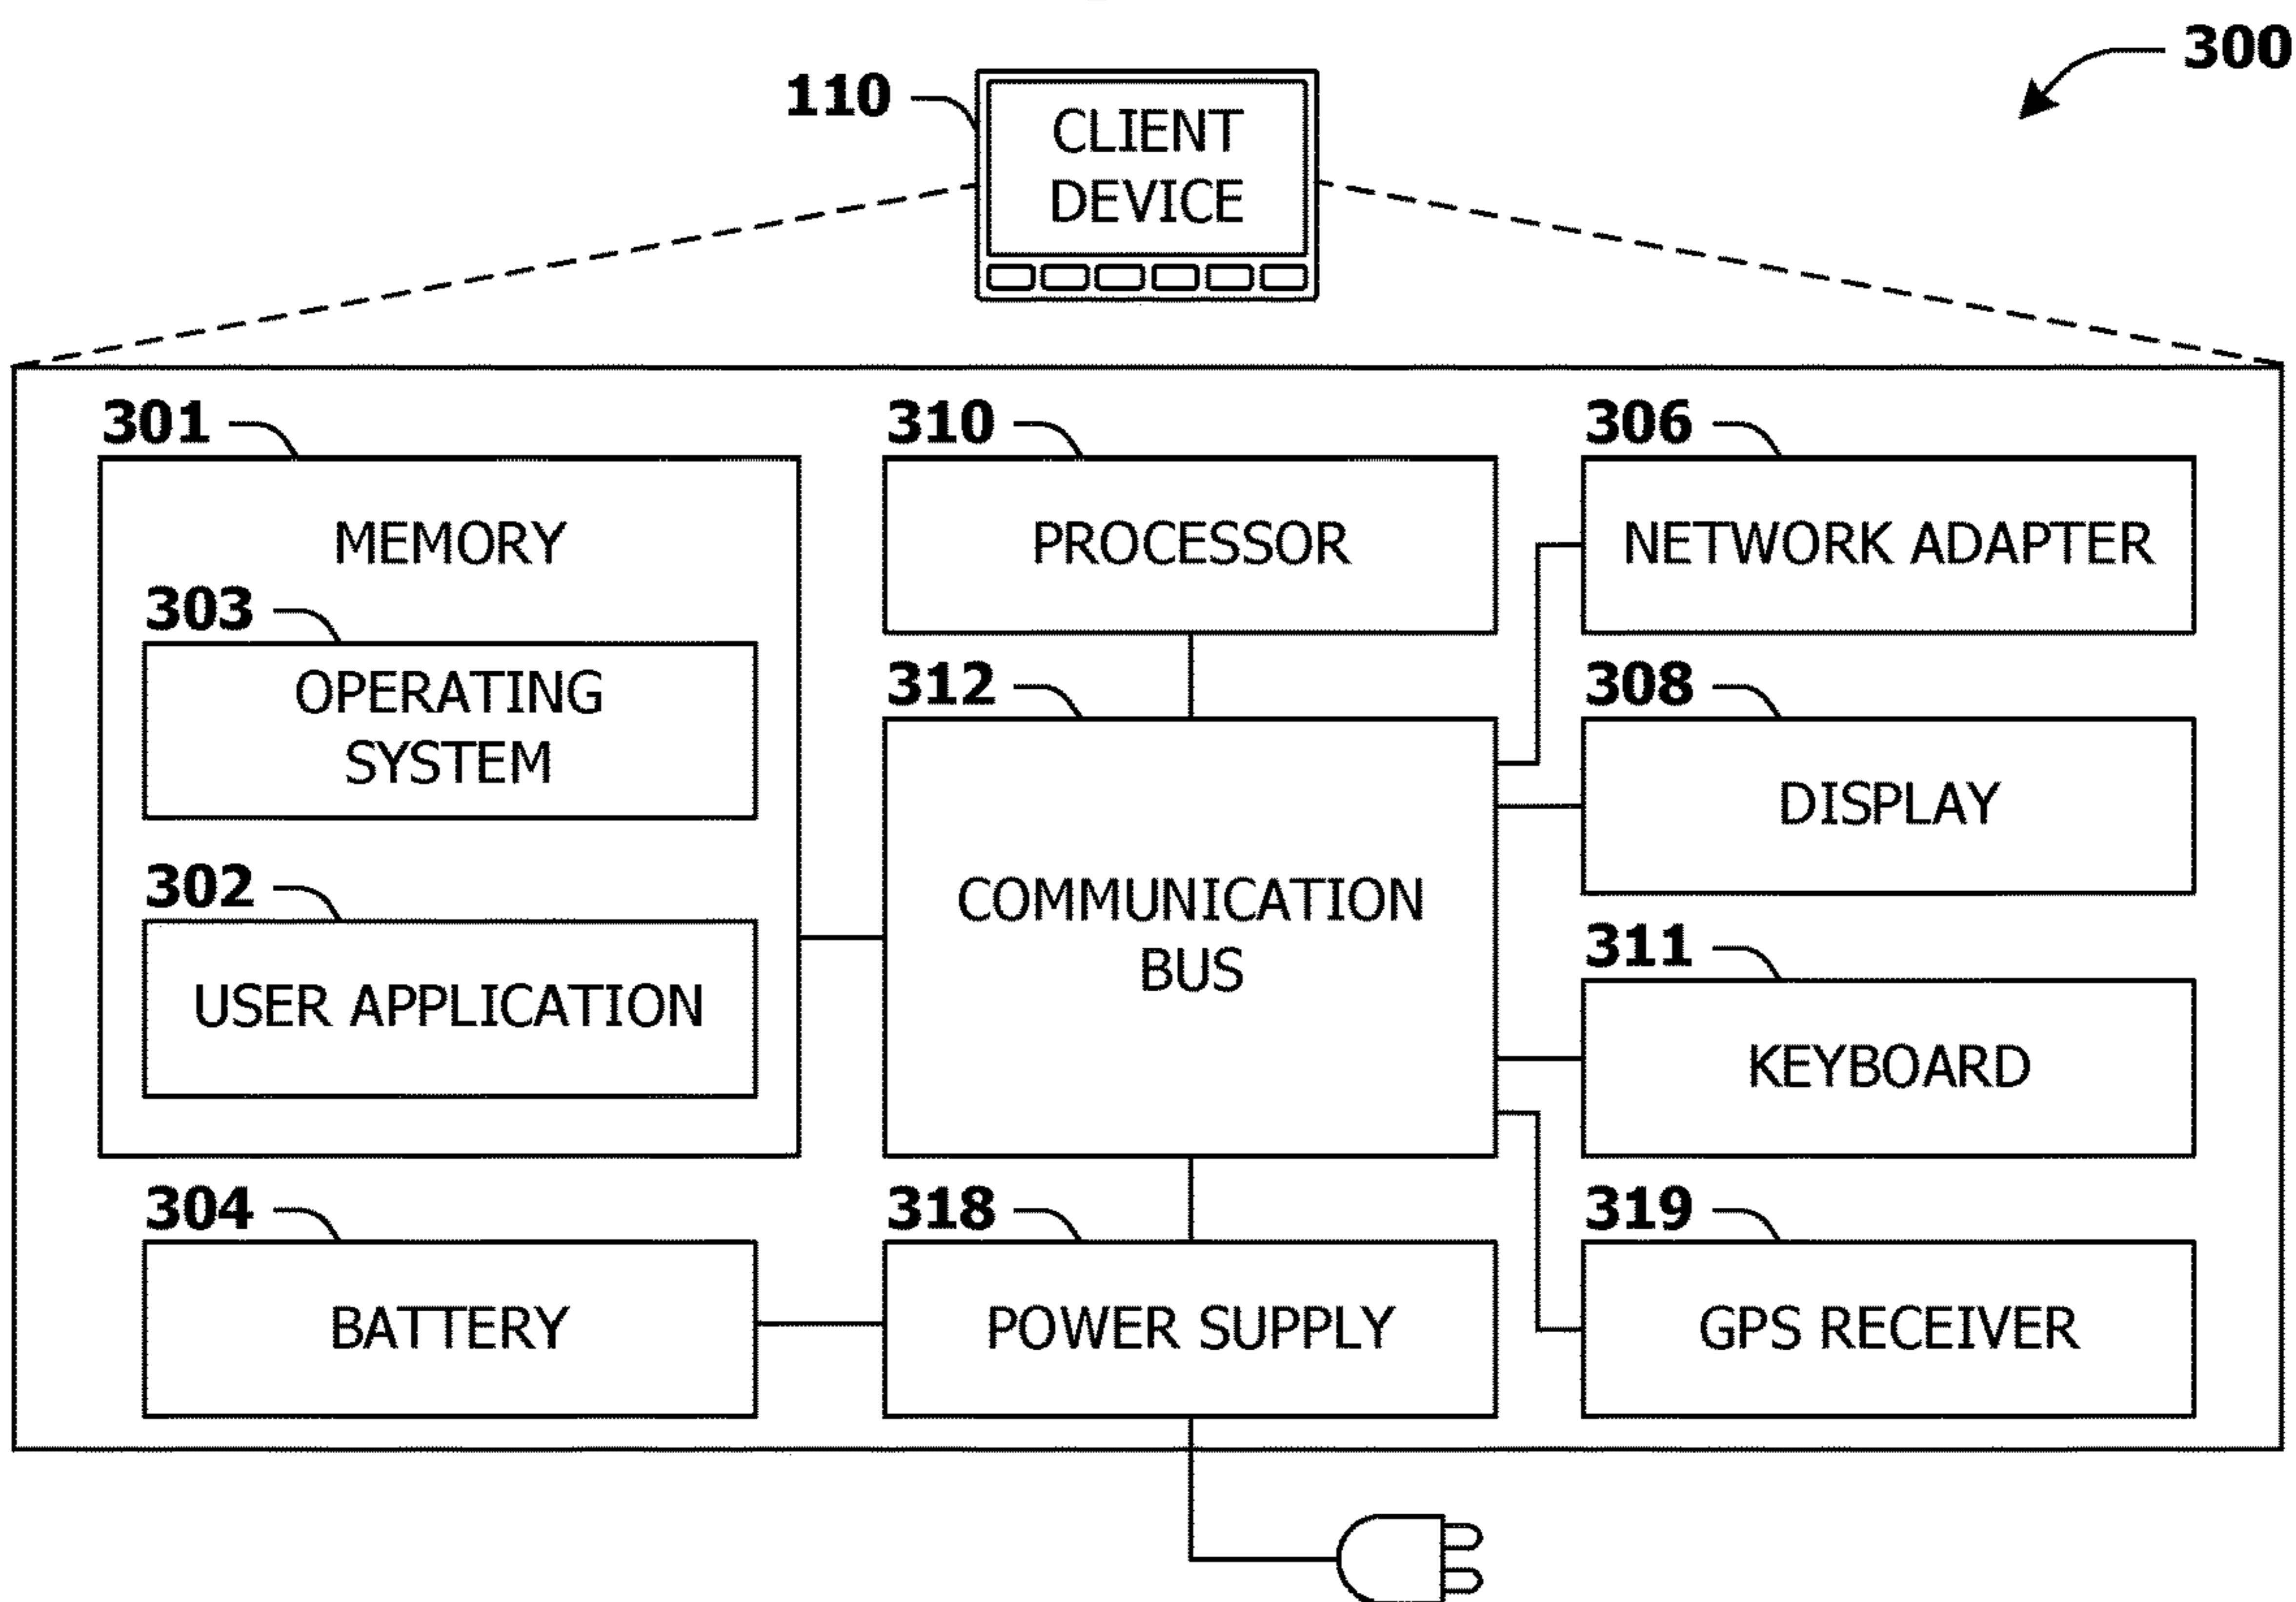 300
110
CLIENT
DEVICE
301
310
306
MEMORY
PROCESSOR
NETWORK ADAPTER
303
OPERATING
SYSTEM
312
308
COMMUNICATION
BUS
DISPLAY
302
USER APPLICATION
311
KEYBOARD
304
318
319
BATTERY
POWER SUPPLY
GPS RECEIVER